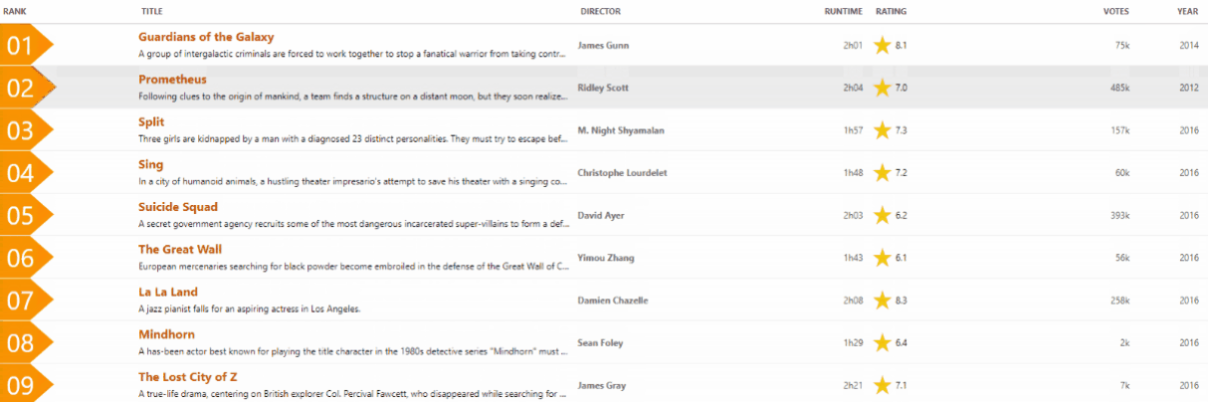 RANK TITLE DIRECTOR RUNTIME RATING VOTES YEAR
01 Guardians of the Galaxy
A group of intergalactic criminals are forced to work together to stop a fanatical warrior from taking contr... James Gunn 2h01 8.1 75k 2014
02 Prometheus
Following clues to the origin of mankind, a team finds a structure on a distant moon, but they soon realize... Ridley Scott 2h04 7.0 485k 2012
03 Split
Three girls are kidnapped by a man with a diagnosed 23 distinct personalities. They must try to escape bef... M. Night Shyamalan 1h57 7.3 157k 2016
04 Sing
In a city of humanoid animals, a hustling theater impresario's attempt to save his theater with a singing co... Christophe Lourdelet 1h48 7.2 60k 2016
05 Suicide Squad
A secret government agency recruits some of the most dangerous incarcerated super-villains to form a def... David Ayer 2h03 6.2 393k 2016
06 The Great Wall
European mercenaries searching for black powder become embroiled in the defense of the Great Wall of C... Yimou Zhang 1h43 6.1 56k 2016
07 La La Land
A jazz pianist falls for an aspiring actress in Los Angeles. Damien Chazelle 2h08 8.3 258k 2016
08 Mindhorn
A has-been actor best known for playing the title character in the 1980s detective series "Mindhorn" must ... Sean Foley 1h29 6.4 2k 2016
09 The Lost City of Z
A true-life drama, centering on British explorer Col. Percival Fawcett, who disappeared while searching for ... James Gray 2h21 7.1 7k 2016